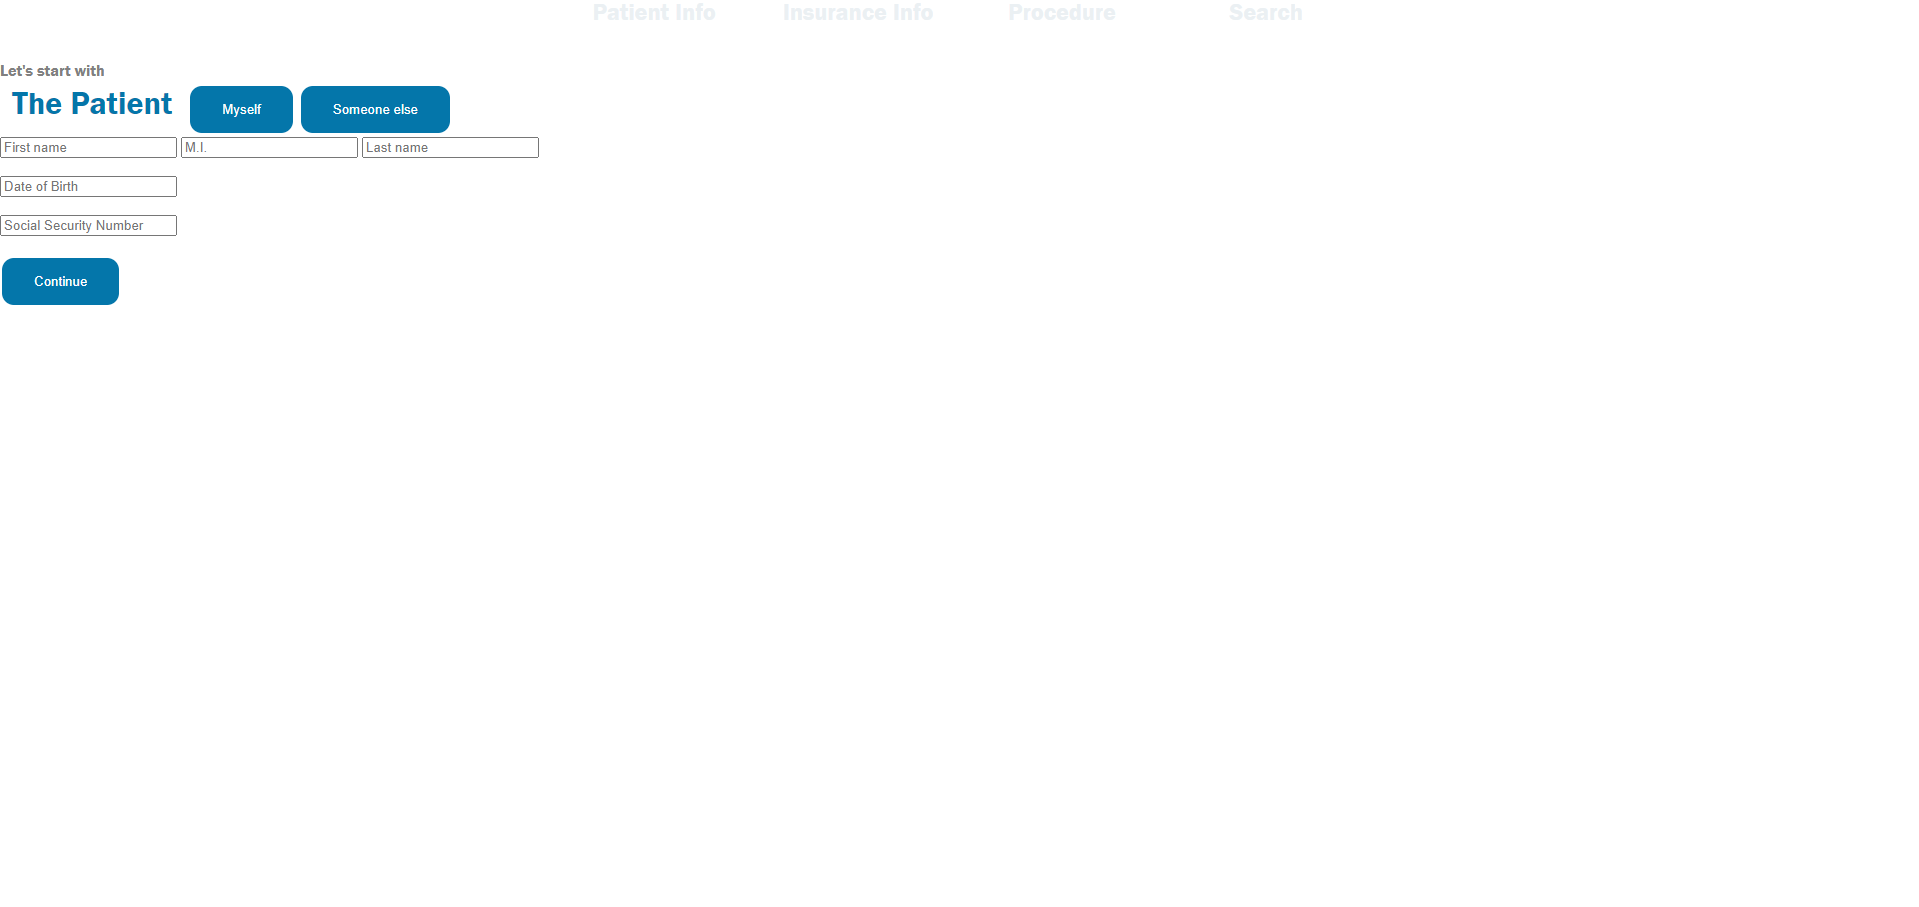 Patient Info Insurance Info Procedure Search
Let's start with
The Patient Myself Someone else
First name M.I. Last name
Date of Birth
Social Security Number
Continue